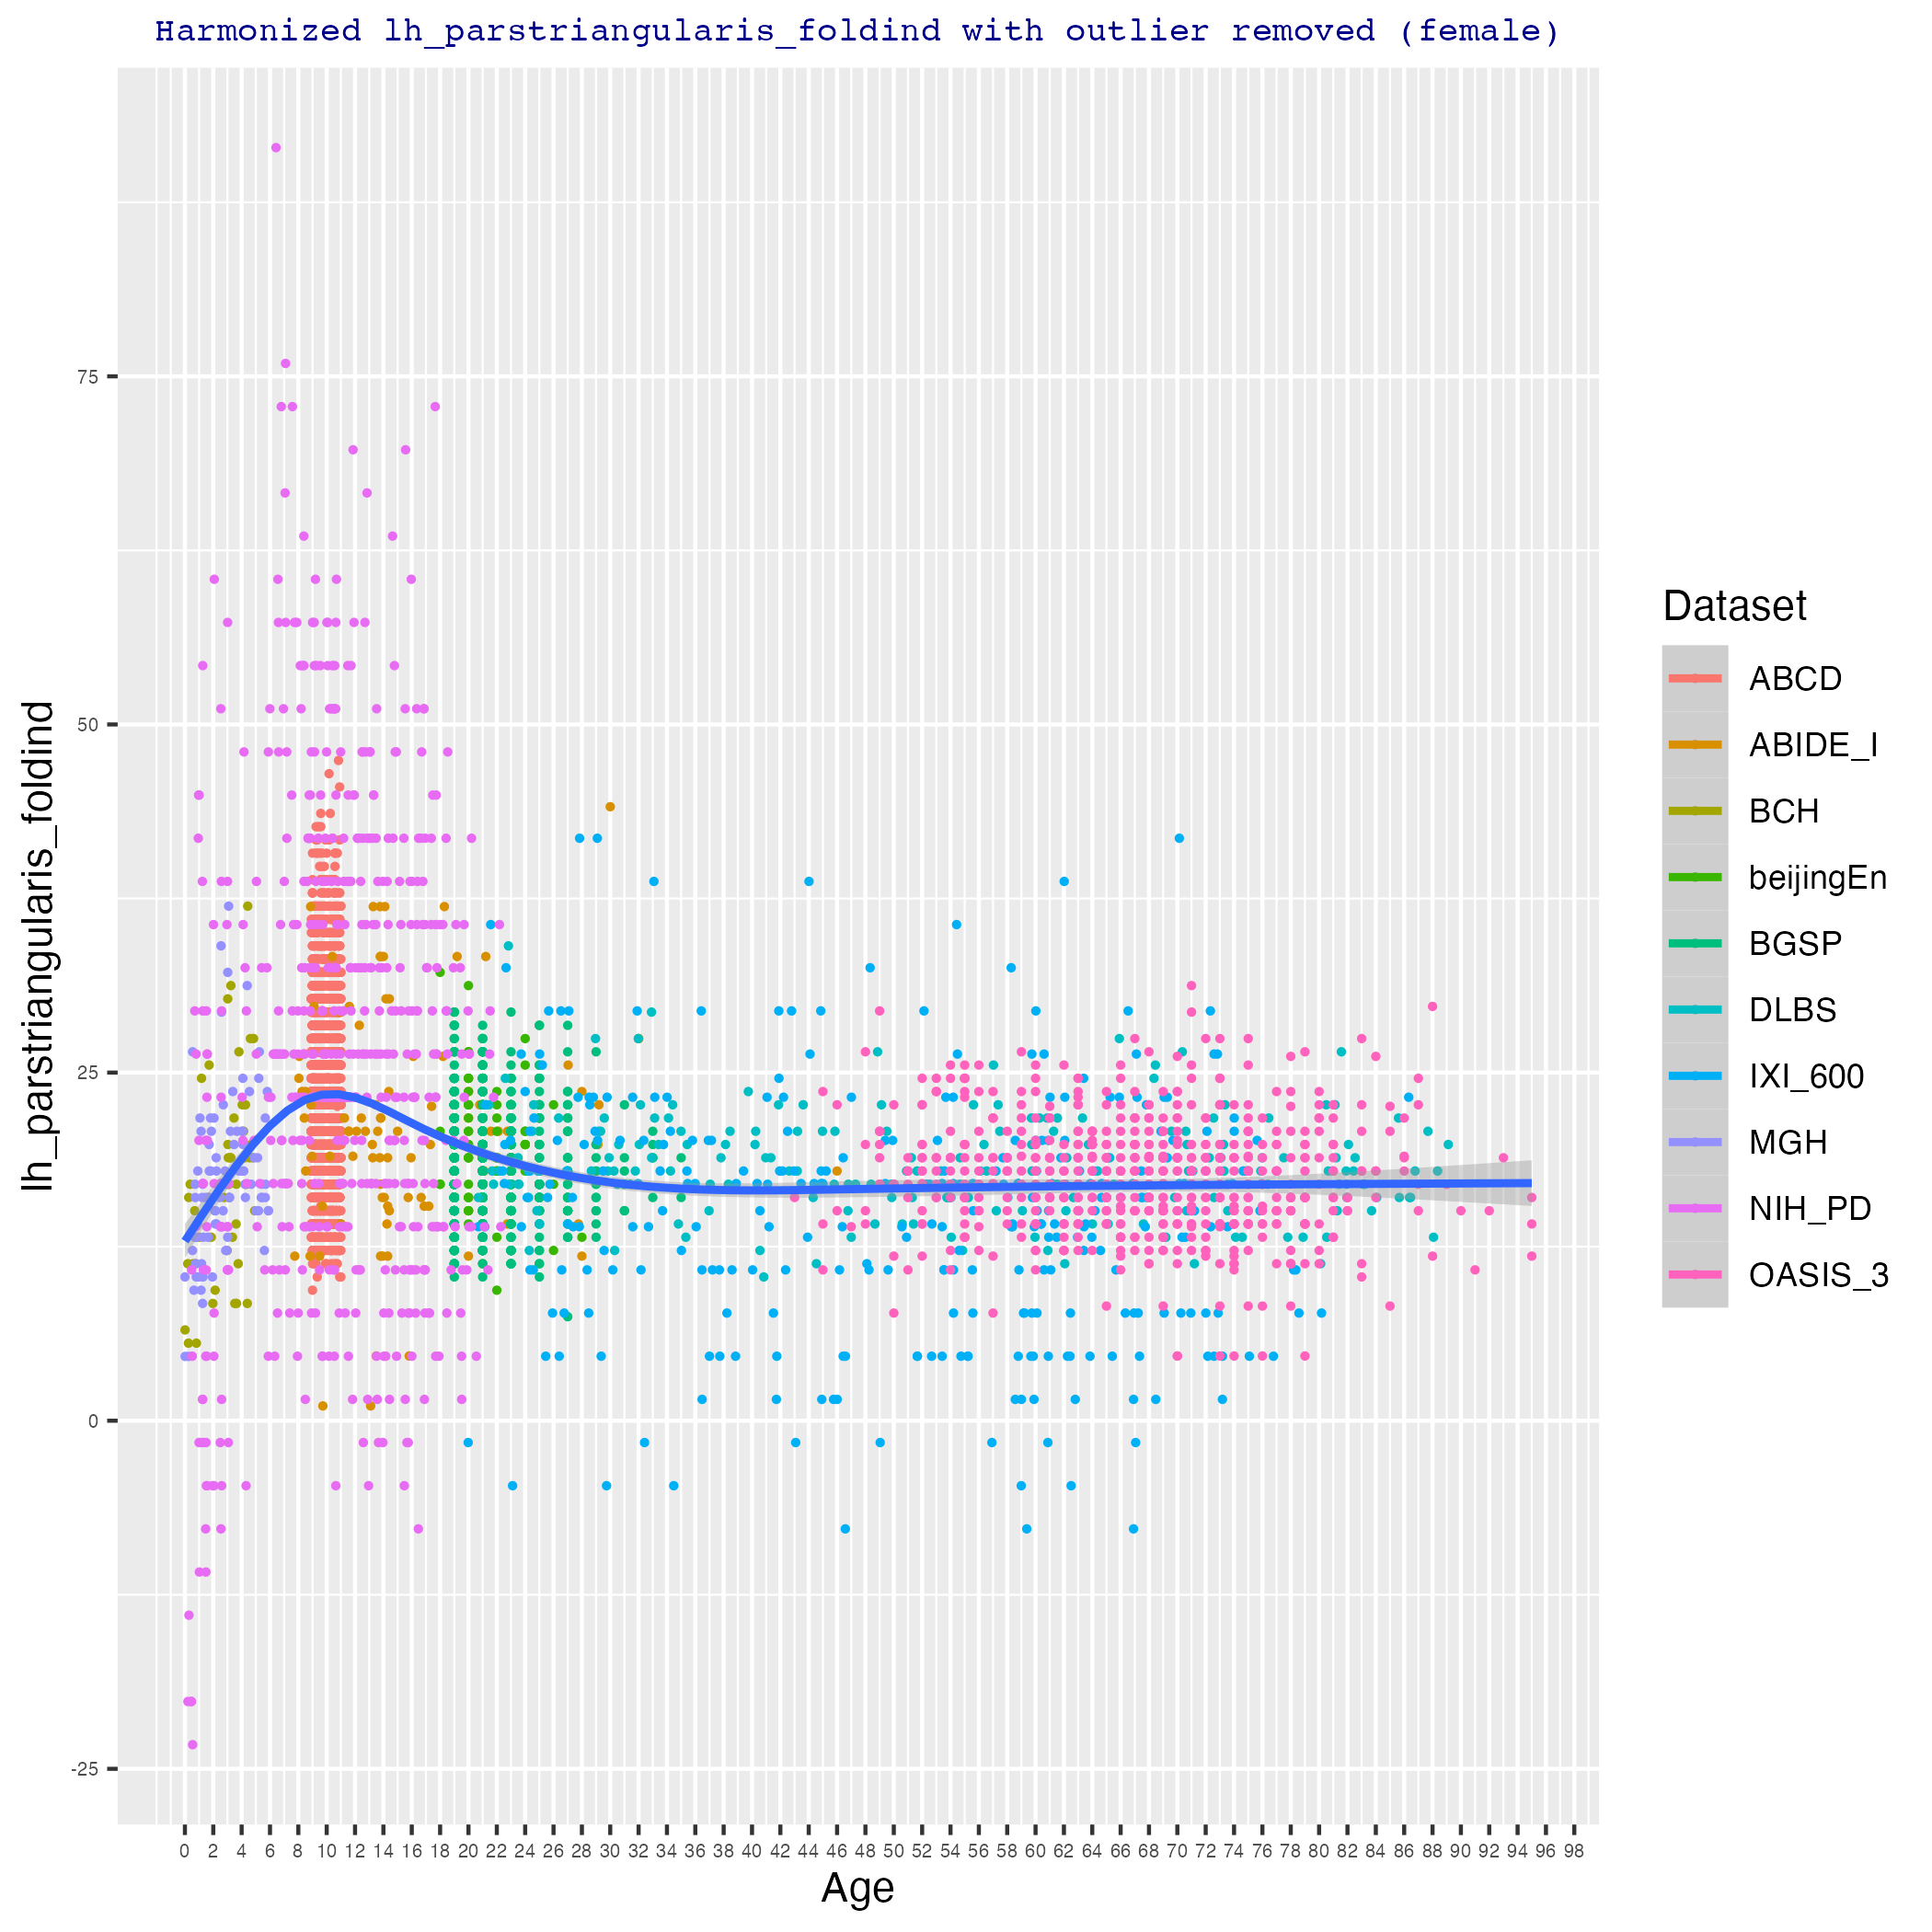 Harmonized lh_parstriangularis_foldind with outlier removed (female)
lh_parstriangularis_foldind
75
50
25
0
-25
0 2 4 6 8 10 12 14 16 18 20 22 24 26 28 30 32 34 36 38 40 42 44 46 48 50 52 54 56 58 60 62 64 66 68 70 72 74 76 78 80 82 84 86 88 90 92 94 96 98
Age
Dataset
ABCD
ABIDE_I
BCH
beijingEn
BGSP
DLBS
IXI_600
MGH
NIH_PD
OASIS_3